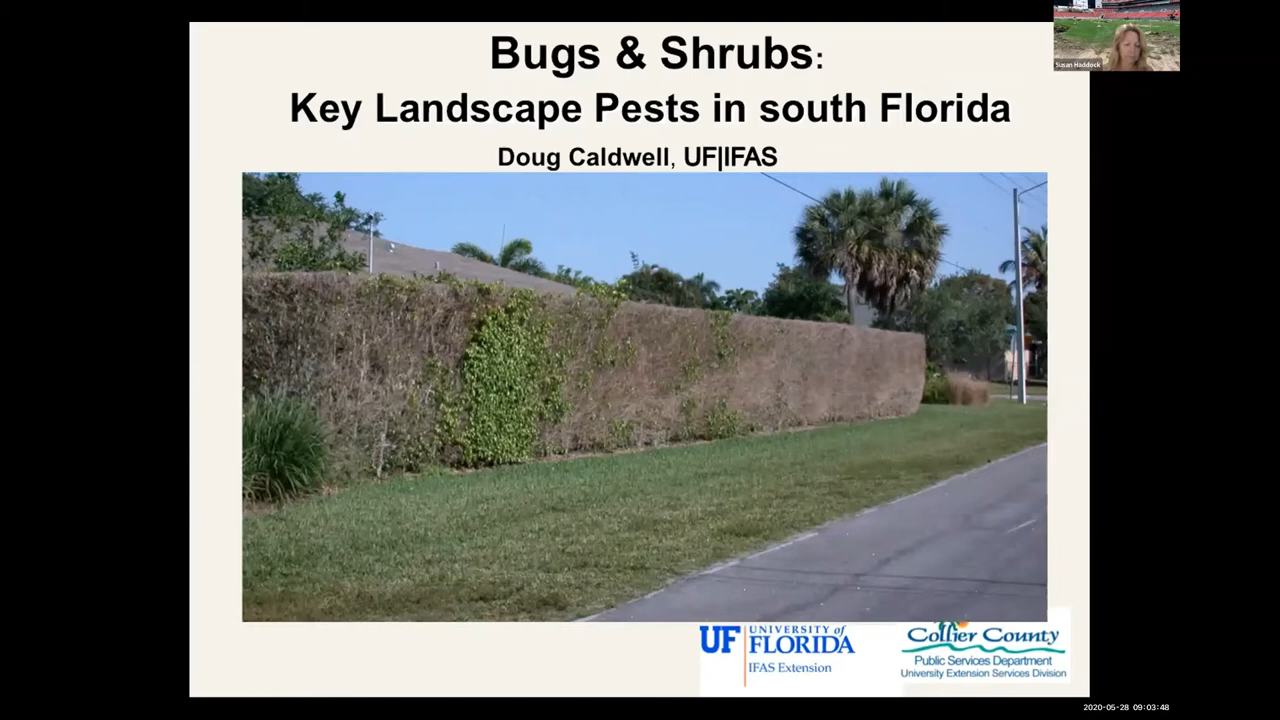 Bugs & Shrubs:
Key Landscape Pests in south Florida
Doug Caldwell, UF|IFAS
Susan Haddock
UF UNIVERSITY of FLORIDA
IFAS Extension
Collier County
Public Services Department
University Extension Services Division
2020-05-28 09:03:48